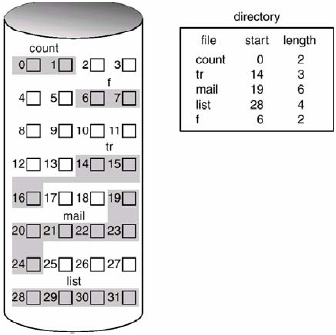 directory
count
file start length
0 1 2 3
count 0 2
f
tr 14 3
4 5 6 7
mail 19 6
list 28 4
8 9 10 11
f 6 2
tr
12 13 14 15
16 17 18 19
mail
20 21 22 23
24 25 26 27
list
28 29 30 31